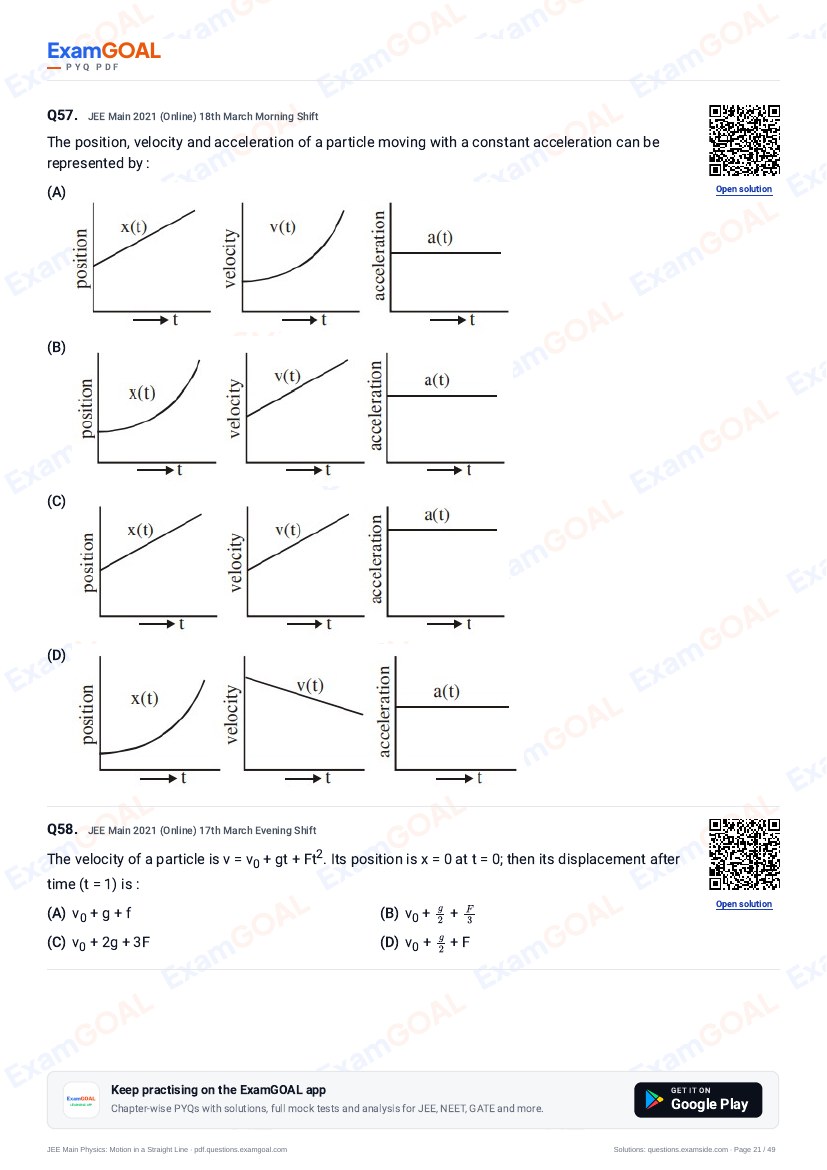 ExamGOAL
PYQ PDF
Q57. JEE Main 2021 (Online) 18th March Morning Shift
The position, velocity and acceleration of a particle moving with a constant acceleration can be
represented by :
Open solution
(A)
position x(t) t velocity v(t) t acceleration a(t) t
(B)
position x(t) t velocity v(t) t acceleration a(t) t
(C)
position x(t) t velocity v(t) t acceleration a(t) t
(D)
position x(t) t velocity v(t) t acceleration a(t) t
Q58. JEE Main 2021 (Online) 17th March Evening Shift
The velocity of a particle is v = v₀ + gt + Ft². Its position is x = 0 at t = 0; then its displacement after
time (t = 1) is :
Open solution
(A) v₀ + g + f (B) v₀ + g/2 + F/3
(C) v₀ + 2g + 3F (D) v₀ + g/2 + F
Keep practising on the ExamGOAL app
Chapter-wise PYQs with solutions, full mock tests and analysis for JEE, NEET, GATE and more.
GET IT ON
Google Play
JEE Main Physics: Motion in a Straight Line · pdf.questions.examgoal.com Solutions: questions.examside.com · Page 21 / 49